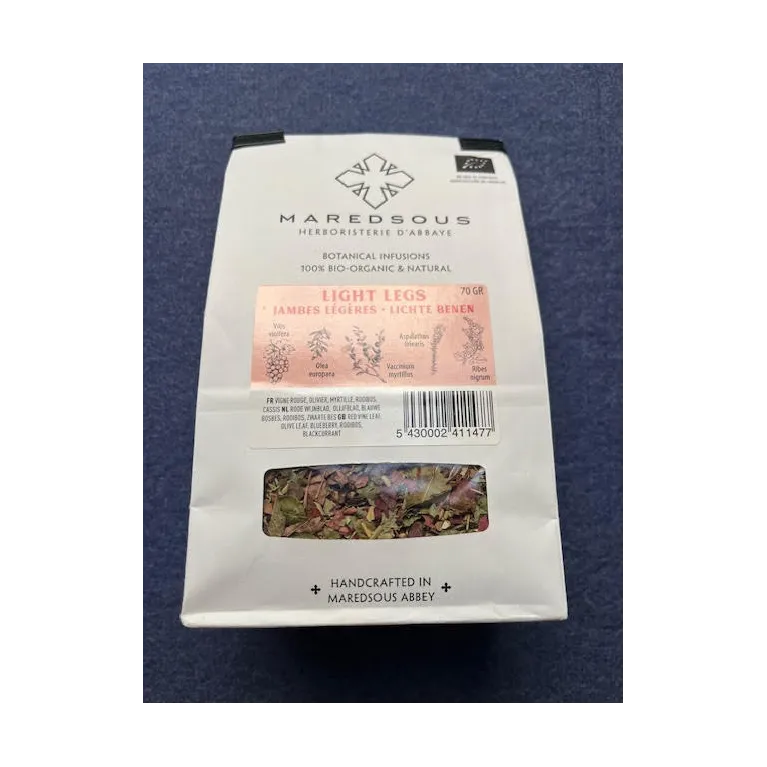 MAREDSOUS
HERBORISTERIE D'ABBAYE
BOTANICAL INFUSIONS
100% BIO-ORGANIC & NATURAL
LIGHT LEGS
70 GR
JAMBES LÉGÈRES • LICHTE BENEN
Vitis
vinifera
Olea
europaea
Vaccinium
myrtillus
Aspalathus
linearis
Ribes
nigrum
FR VIGNE ROUGE, OLIVIER, MYRTILLE, ROOIBOS,
CASSIS NL RODE WIJNBLAD, OLIJFBLAD, BLAUWE
BOSBES, ROOIBOS, ZWARTE BES GB RED VINE LEAF,
OLIVE LEAF, BLUEBERRY, ROOIBOS,
BLACKCURRANT
5 430002 411477
HANDCRAFTED IN
MAREDSOUS ABBEY